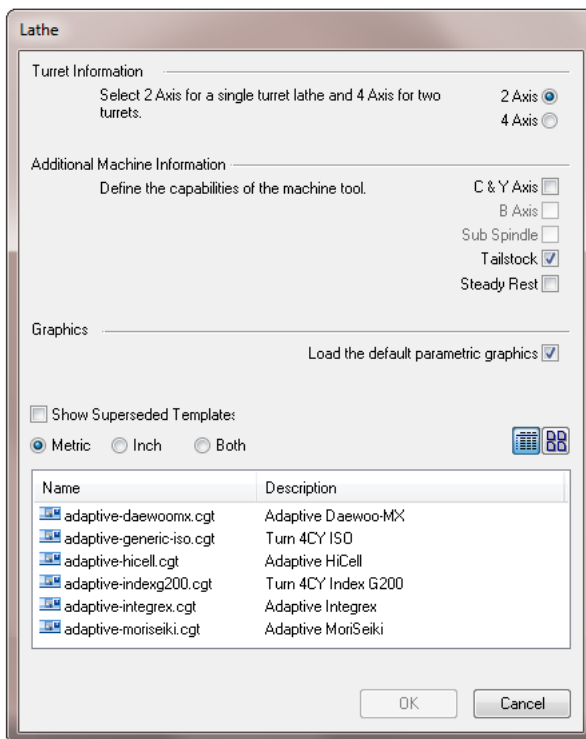 Lathe
Turret Information
Select 2 Axis for a single turret lathe and 4 Axis for two
turrets.
2 Axis
4 Axis
Additional Machine Information
Define the capabilities of the machine tool.
C & Y Axis
B Axis
Sub Spindle
Tailstock
Steady Rest
Graphics
Load the default parametric graphics
Show Superseded Templates
Metric Inch Both
Name Description
adaptive-daewoomx.cgt Adaptive Daewoo-MX
adaptive-generic-iso.cgt Turn 4CY ISO
adaptive-hicell.cgt Adaptive HiCell
adaptive-indexg200.cgt Turn 4CY Index G200
adaptive-integrex.cgt Adaptive Integrex
adaptive-moriseiki.cgt Adaptive MoriSeiki
OK Cancel